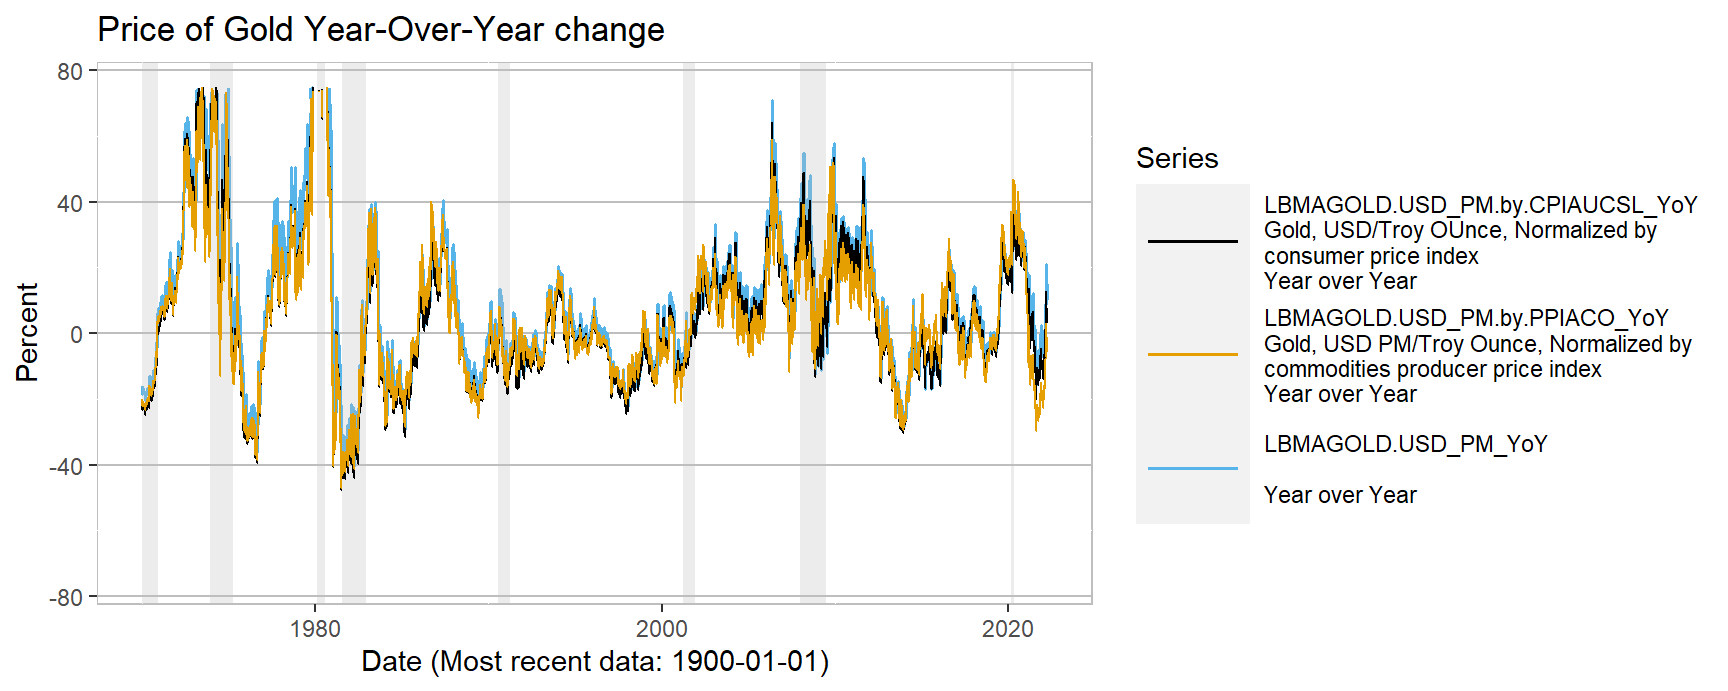 Price of Gold Year-Over-Year change
80
40
0
-40
-80
Percent
1980
2000
2020
Date (Most recent data: 1900-01-01)
Series
LBMAGOLD.USD_PM.by.CPIAUCSL_YoY
Gold, USD/Troy OUnce, Normalized by
consumer price index
Year over Year
LBMAGOLD.USD_PM.by.PPIACO_YoY
Gold, USD PM/Troy Ounce, Normalized by
commodities producer price index
Year over Year
LBMAGOLD.USD_PM_YoY
Year over Year